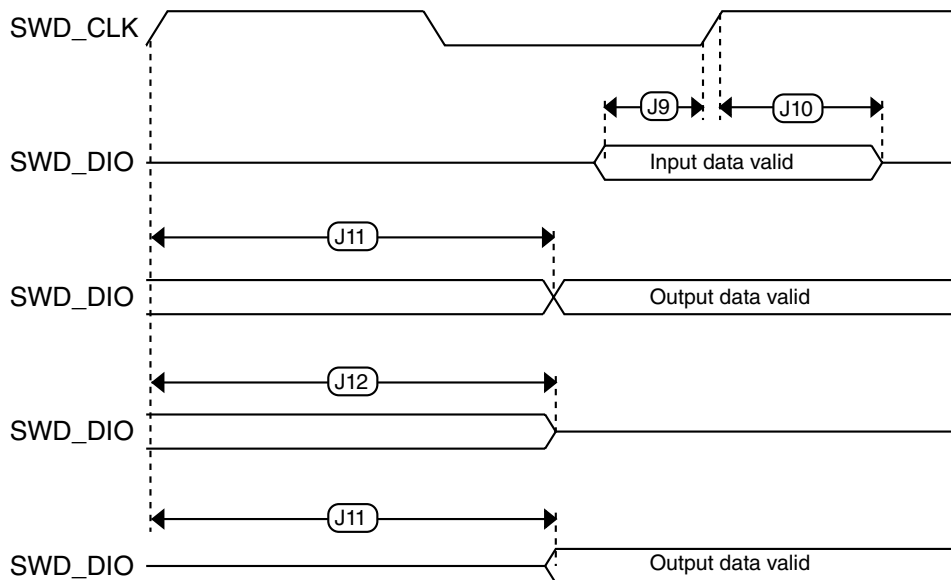 SWD_CLK
J9
J10
SWD_DIO
Input data valid
J11
SWD_DIO
Output data valid
J12
SWD_DIO
J11
SWD_DIO
Output data valid